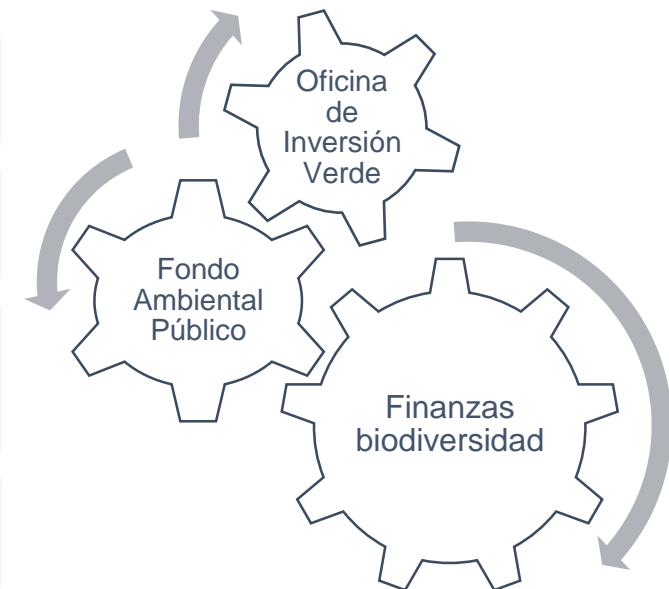 Oficina
de
Inversión
Verde
Fondo
Ambiental
Público
Finanzas
biodiversidad